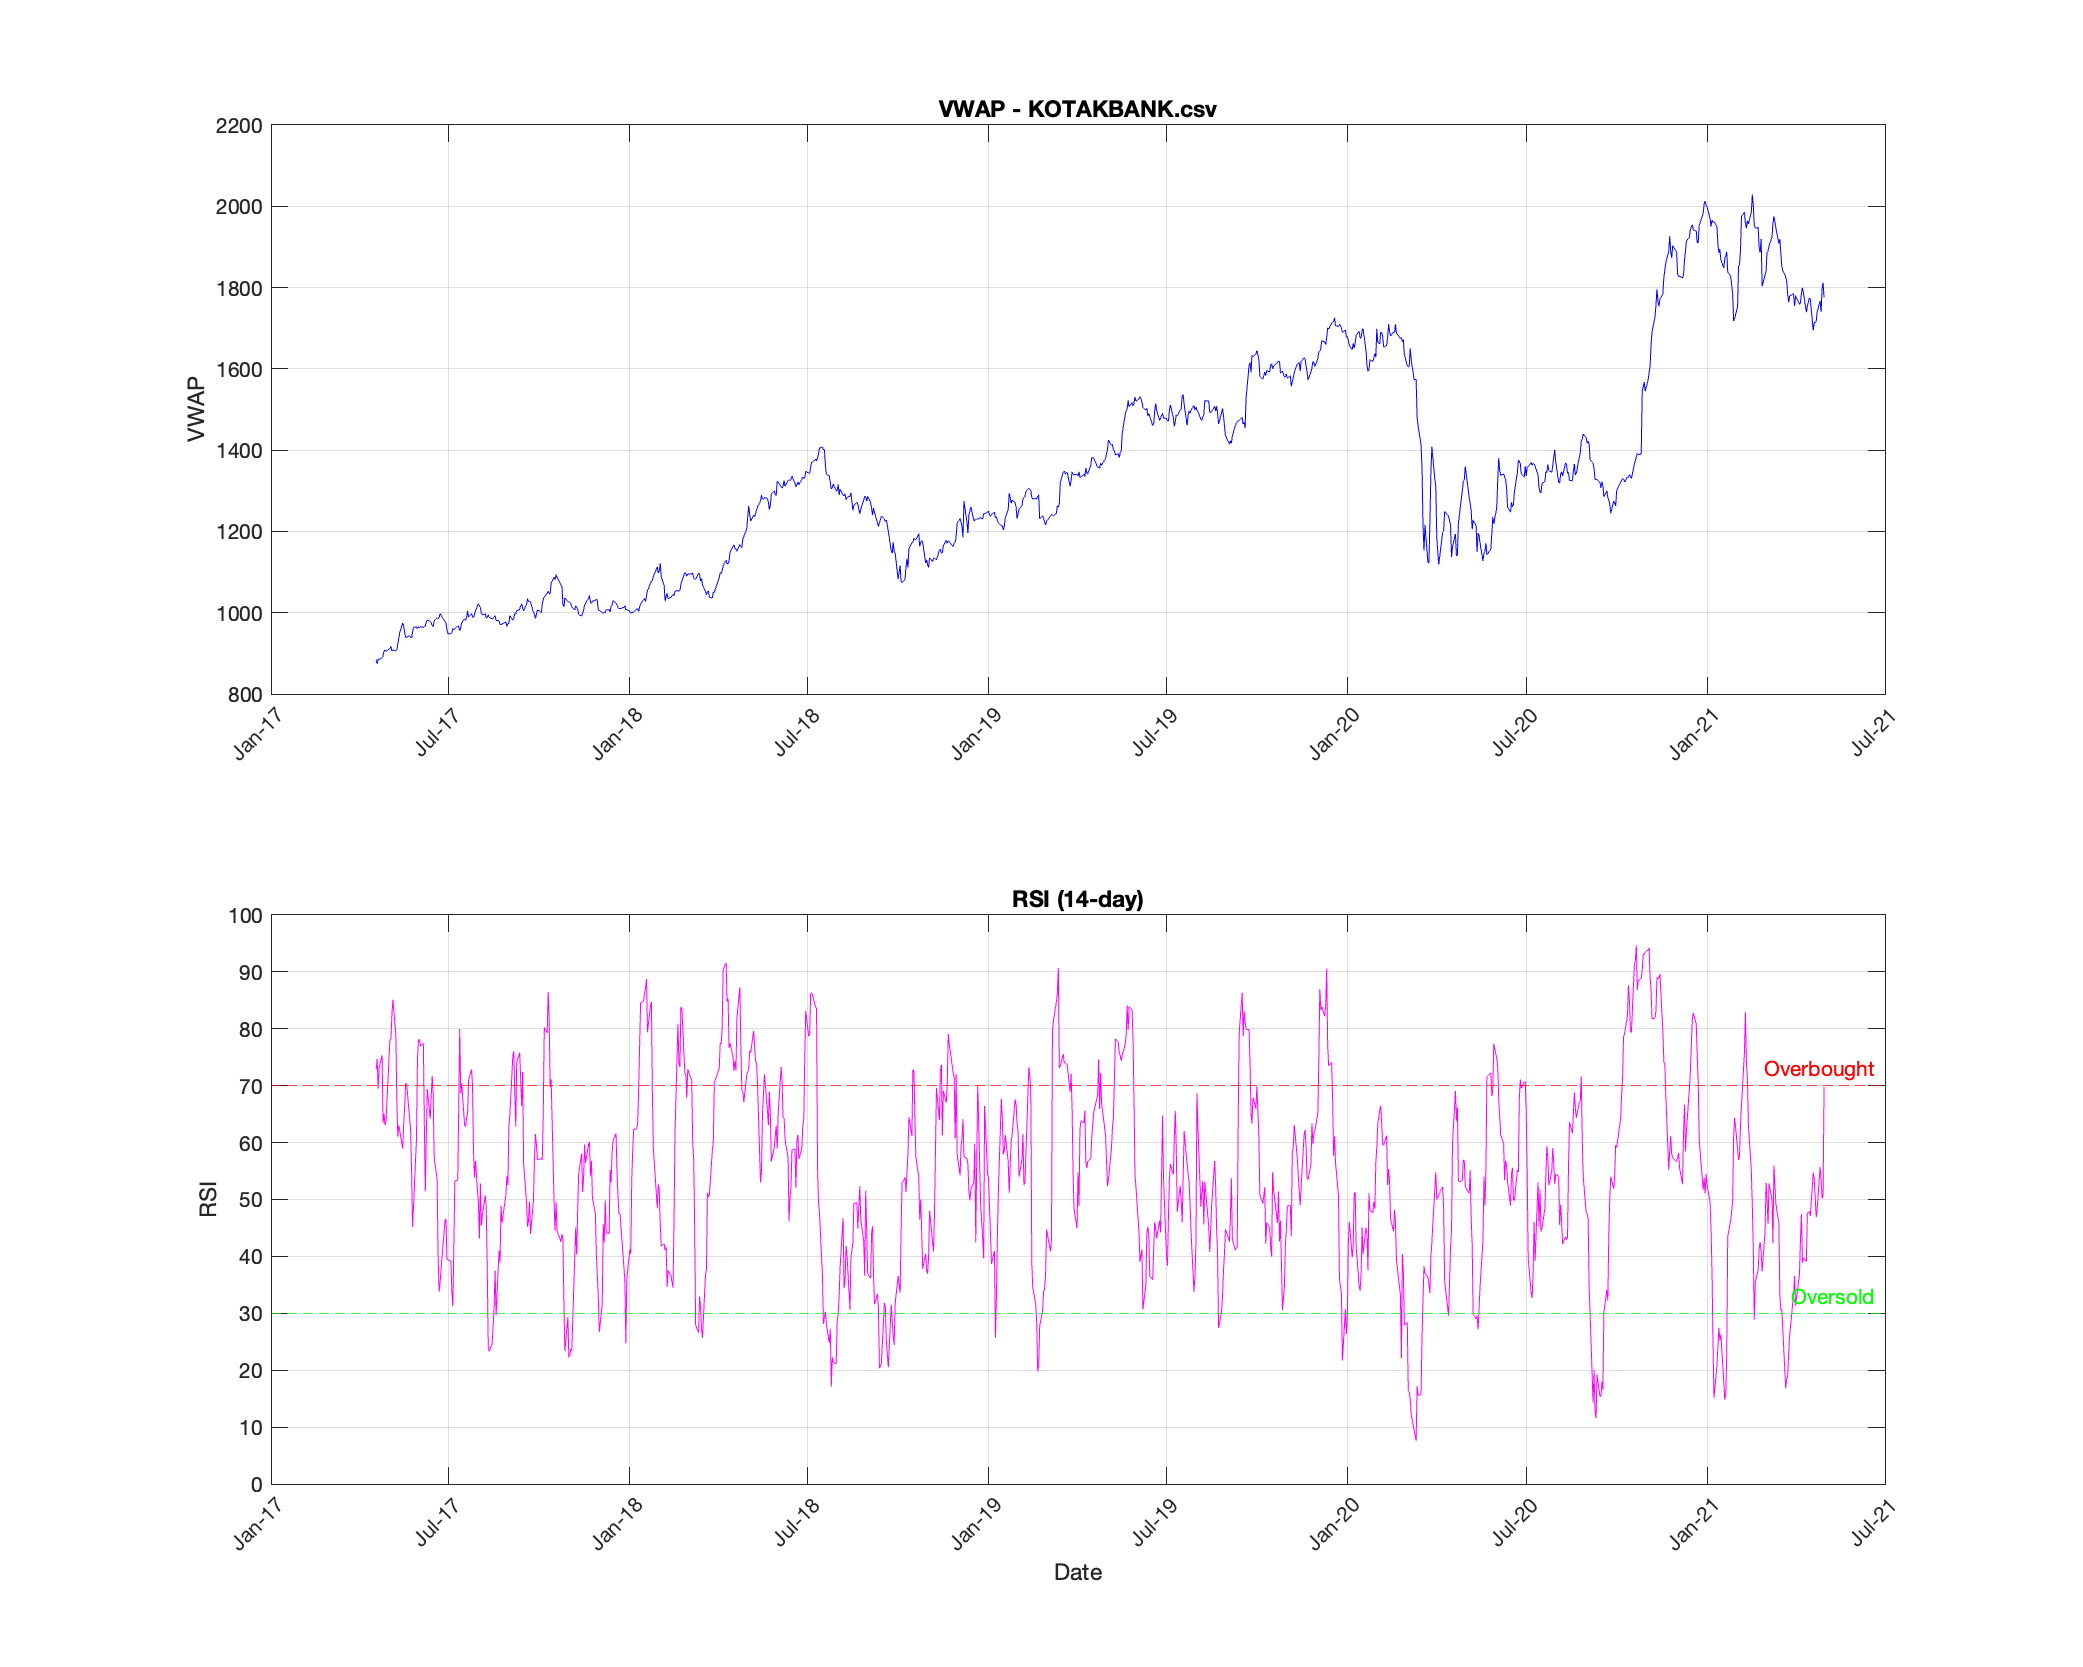 VWAP - KOTAKBANK.csv
2200
2000
1800
1600
1400
1200
1000
800
VWAP
Jan-17
Jul-17
Jan-18
Jul-18
Jan-19
Jul-19
Jan-20
Jul-20
Jan-21
Jul-21
RSI (14-day)
100
90
80
70
60
50
40
30
20
10
0
RSI
Overbought
Oversold
Jan-17
Jul-17
Jan-18
Jul-18
Jan-19
Jul-19
Jan-20
Jul-20
Jan-21
Jul-21
Date